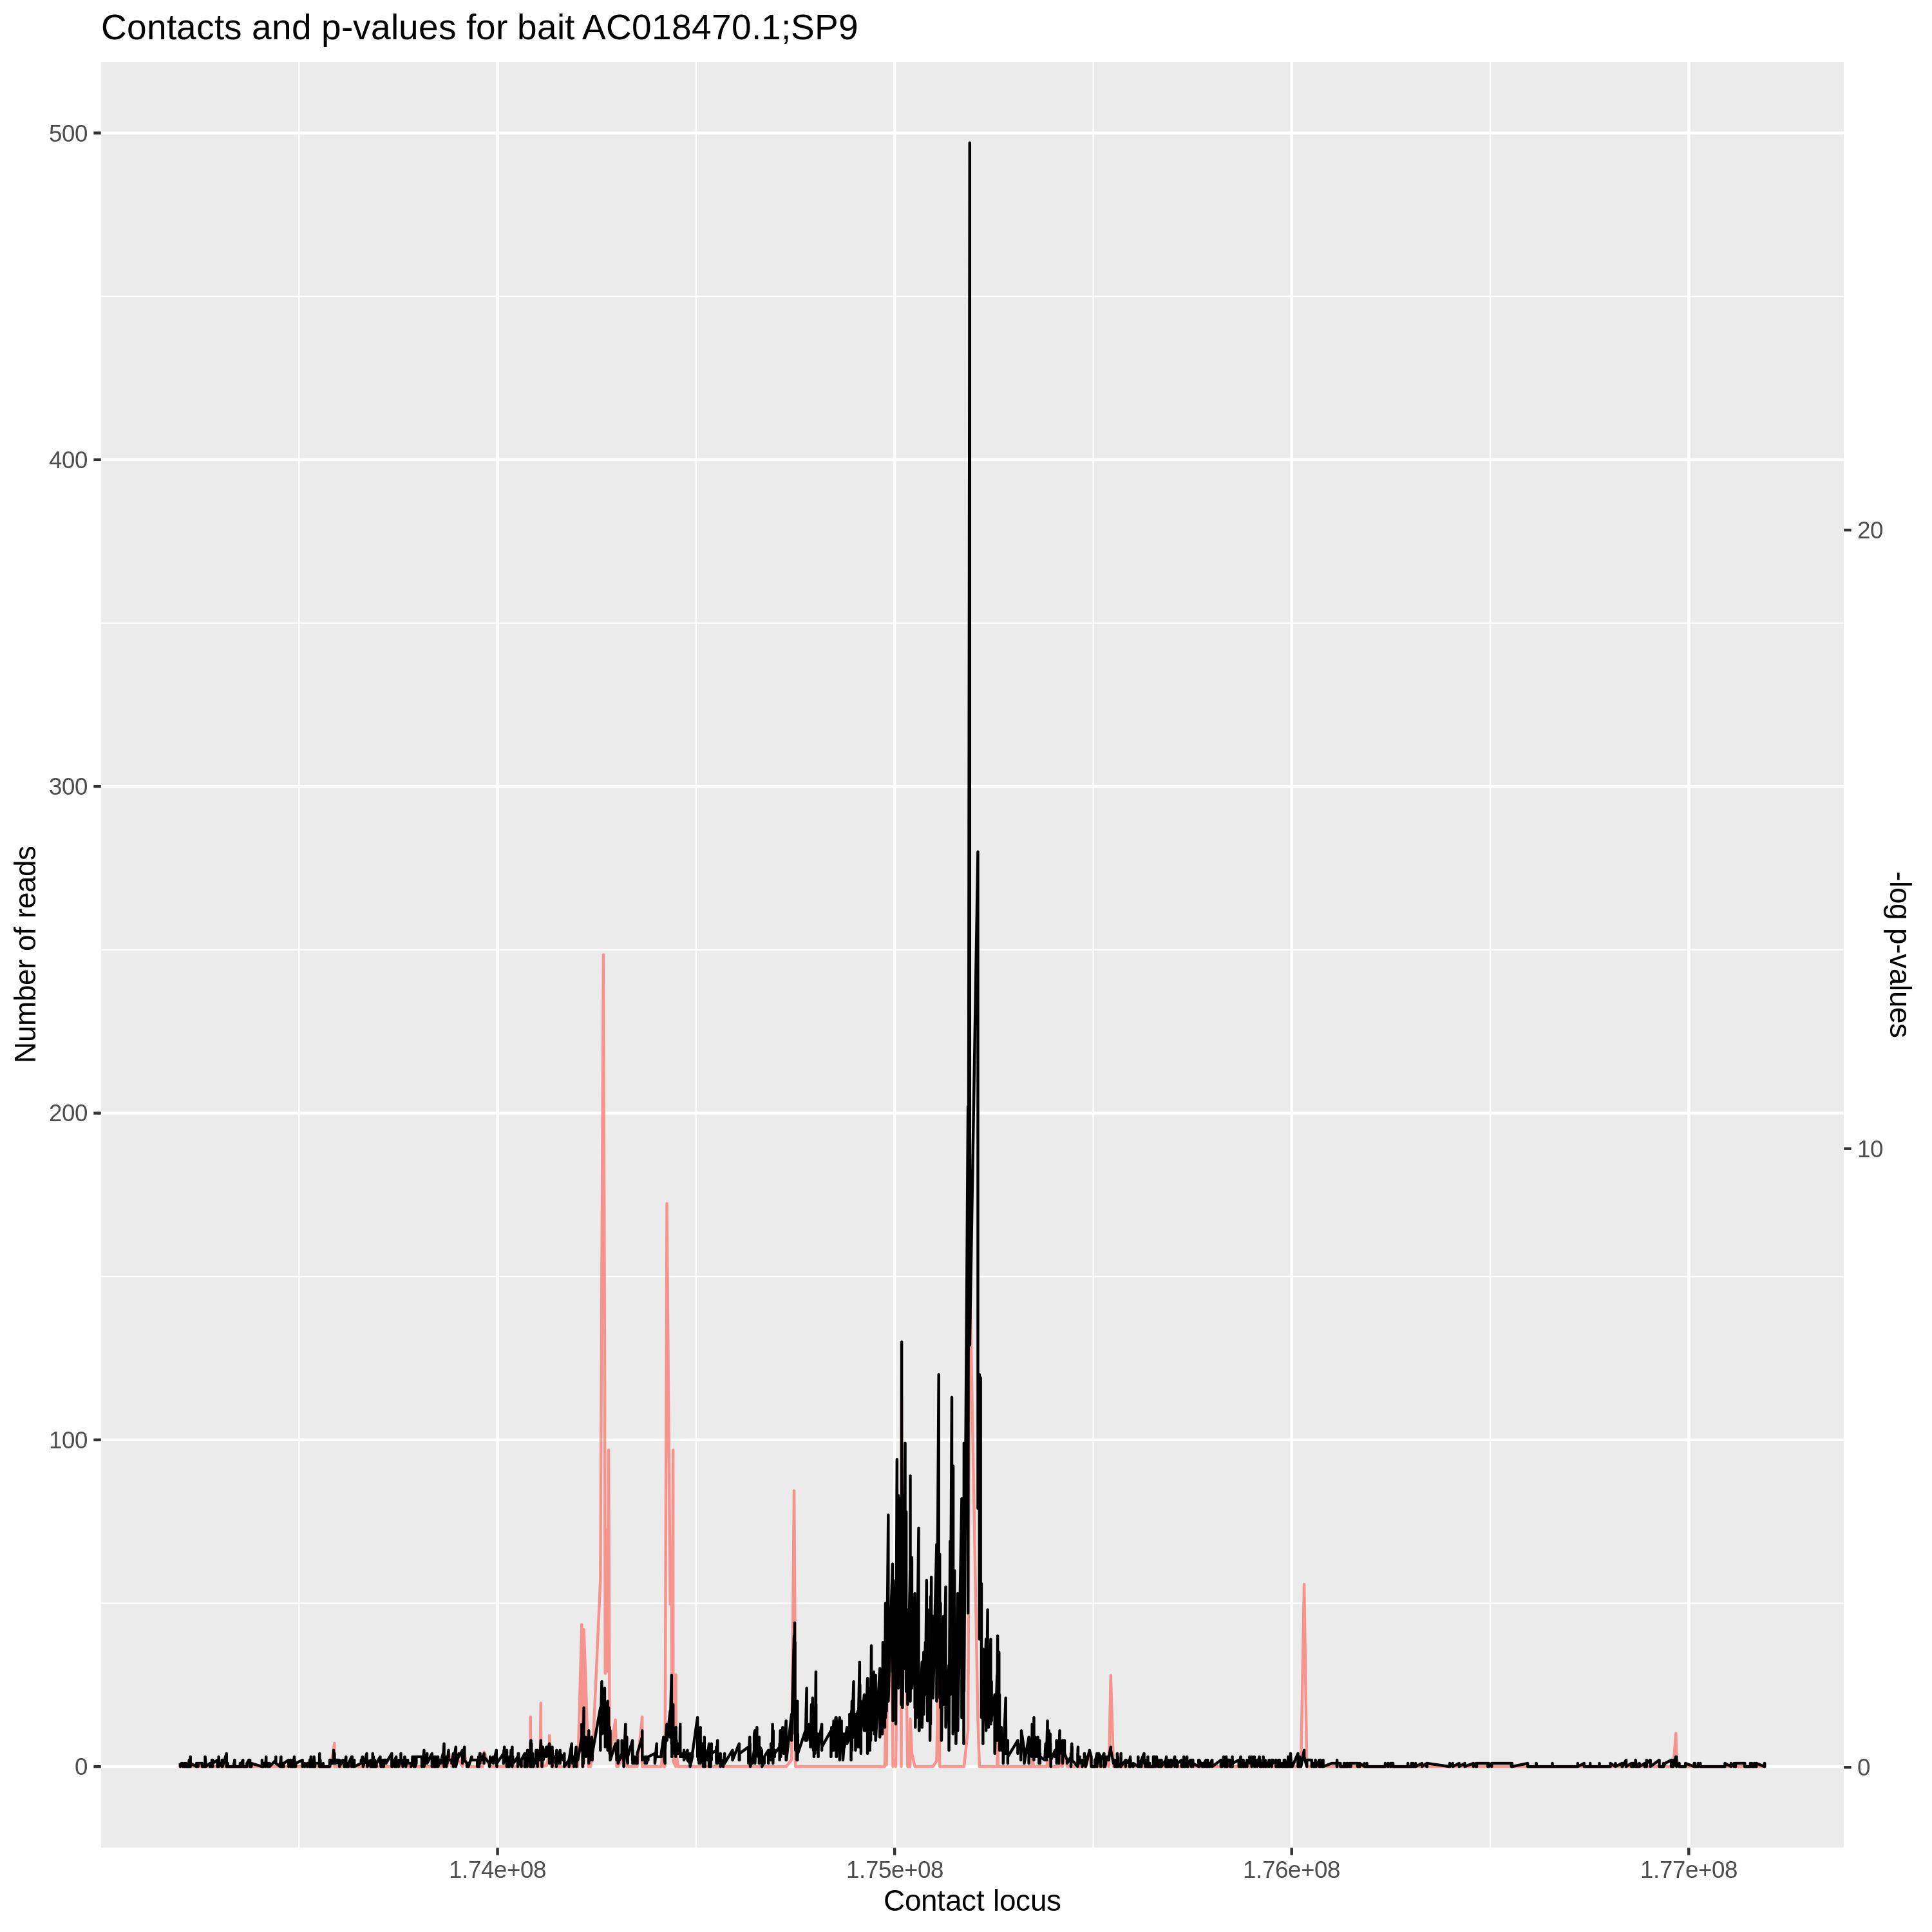 Contacts and p-values for bait AC018470.1;SP9
500
400
300
200
100
0
Number of reads
20
10
0
-log p-values
1.74e+08
1.75e+08
1.76e+08
1.77e+08
Contact locus